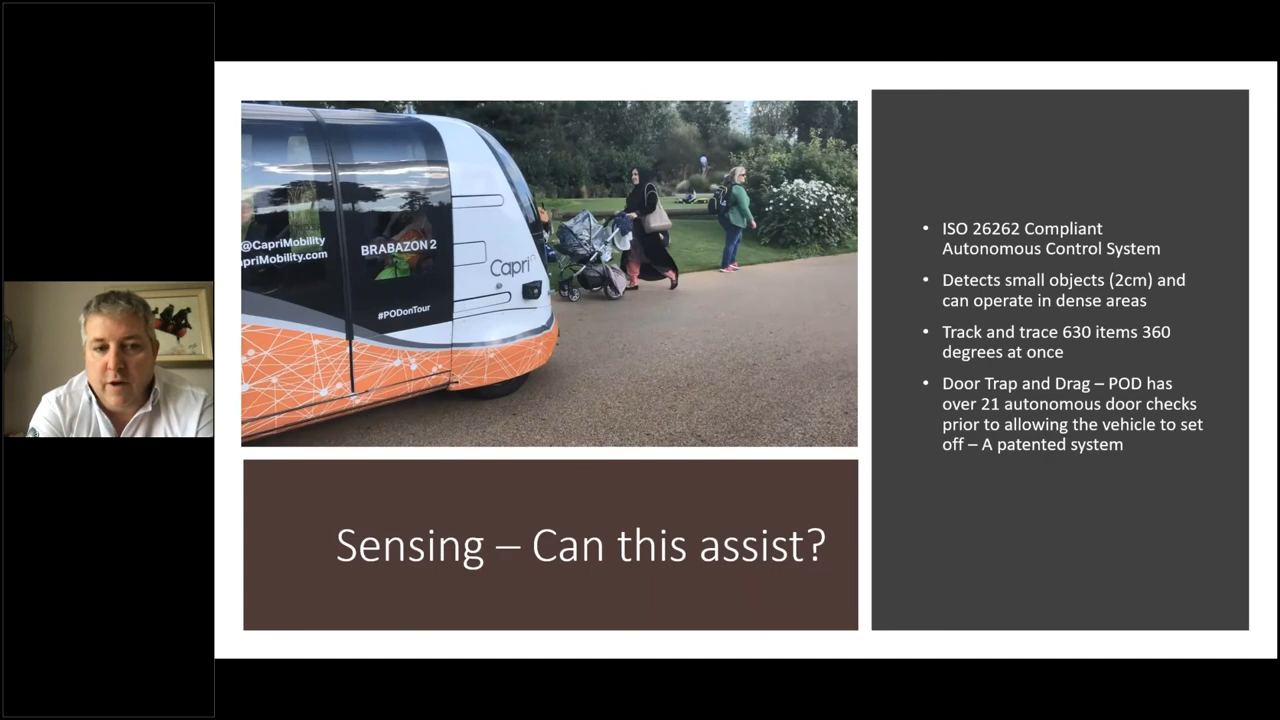 @CapriMobility
priMobility.com
BRABAZON 2
Capri
#PODonTour
Sensing – Can this assist?
• ISO 26262 Compliant
Autonomous Control System
• Detects small objects (2cm) and
can operate in dense areas
• Track and trace 630 items 360
degrees at once
• Door Trap and Drag – POD has
over 21 autonomous door checks
prior to allowing the vehicle to set
off – A patented system